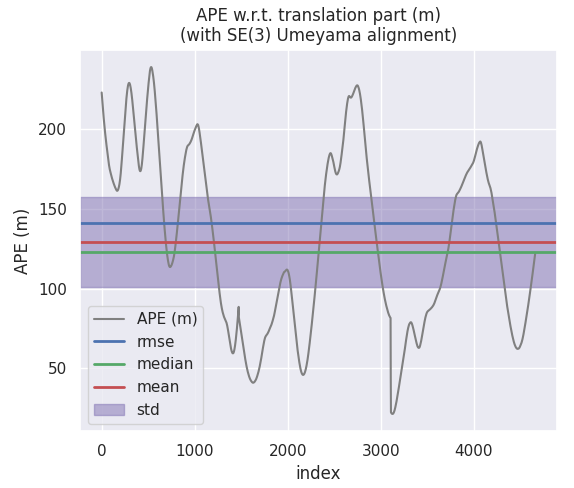 APE w.r.t. translation part (m)
(with SE(3) Umeyama alignment)
200
150
100
50
APE (m)
APE (m)
rmse
median
mean
std
0
1000
2000
3000
4000
index